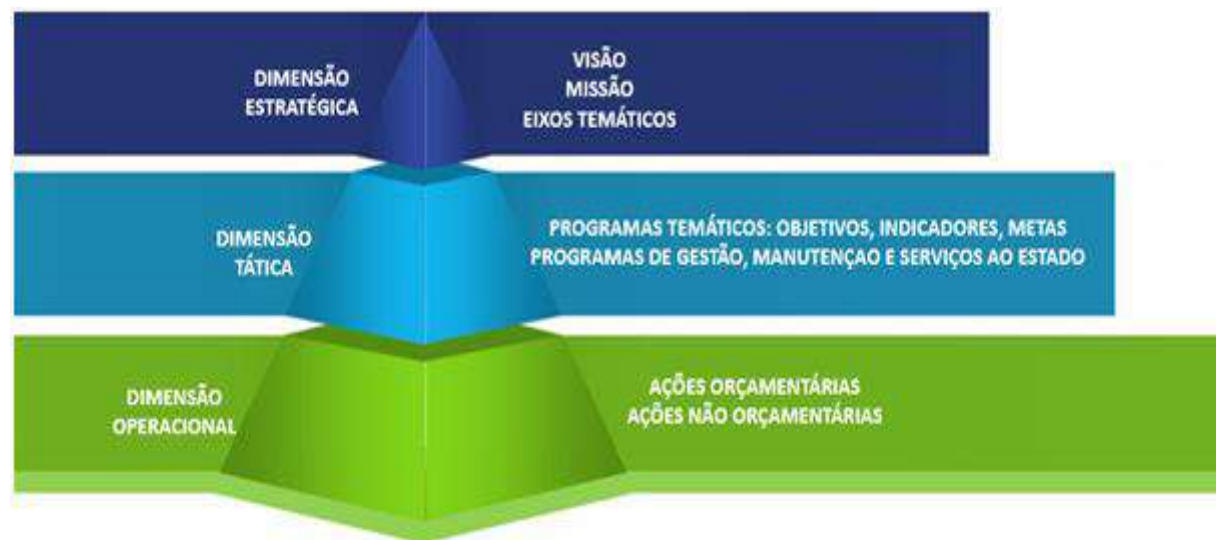 DIMENSÃO
ESTRATÉGICA
VISÃO
MISSÃO
EIXOS TEMÁTICOS
DIMENSÃO
TÁTICA
PROGRAMAS TEMÁTICOS: OBJETIVOS, INDICADORES, METAS
PROGRAMAS DE GESTÃO, MANUTENÇAO E SERVIÇOS AO ESTADO
DIMENSÃO
OPERACIONAL
AÇÕES ORÇAMENTÁRIAS
AÇÕES NÃO ORÇAMENTÁRIAS